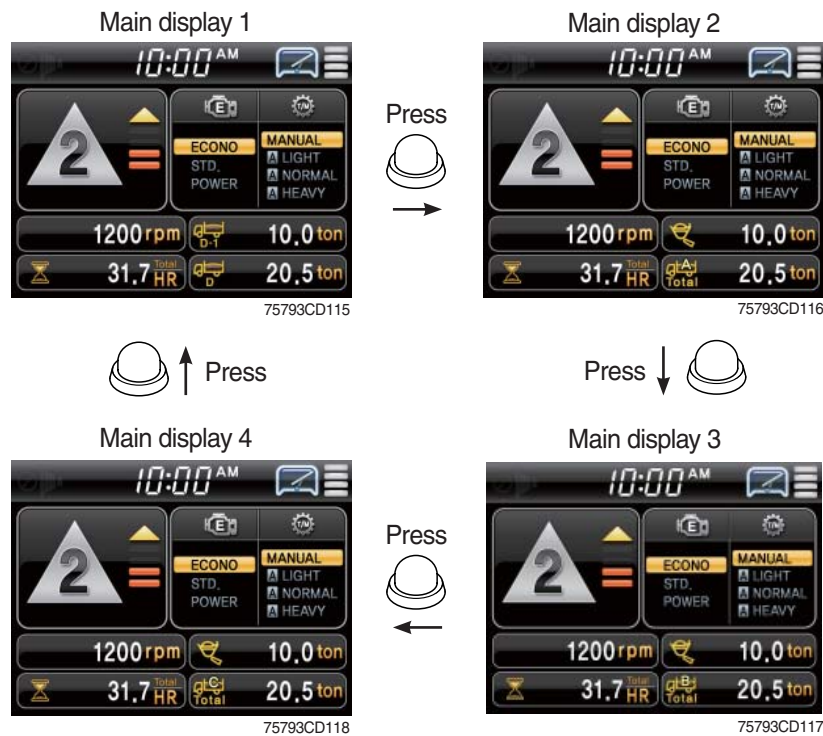 Main display 1
10:00 AM
2
E
T/M
ECONO
STD.
POWER
MANUAL
A LIGHT
A NORMAL
A HEAVY
1200 rpm
D-1
10.0 ton
31.7 Total HR
D
20.5 ton
75793CD115
Press
Main display 2
10:00 AM
2
E
T/M
ECONO
STD.
POWER
MANUAL
A LIGHT
A NORMAL
A HEAVY
1200 rpm
10.0 ton
31.7 Total HR
A Total
20.5 ton
75793CD116
Press
Press
Main display 4
10:00 AM
2
E
T/M
ECONO
STD.
POWER
MANUAL
A LIGHT
A NORMAL
A HEAVY
1200 rpm
10.0 ton
31.7 Total HR
C Total
20.5 ton
75793CD118
Press
Main display 3
10:00 AM
2
E
T/M
ECONO
STD.
POWER
MANUAL
A LIGHT
A NORMAL
A HEAVY
1200 rpm
10.0 ton
31.7 Total HR
B Total
20.5 ton
75793CD117